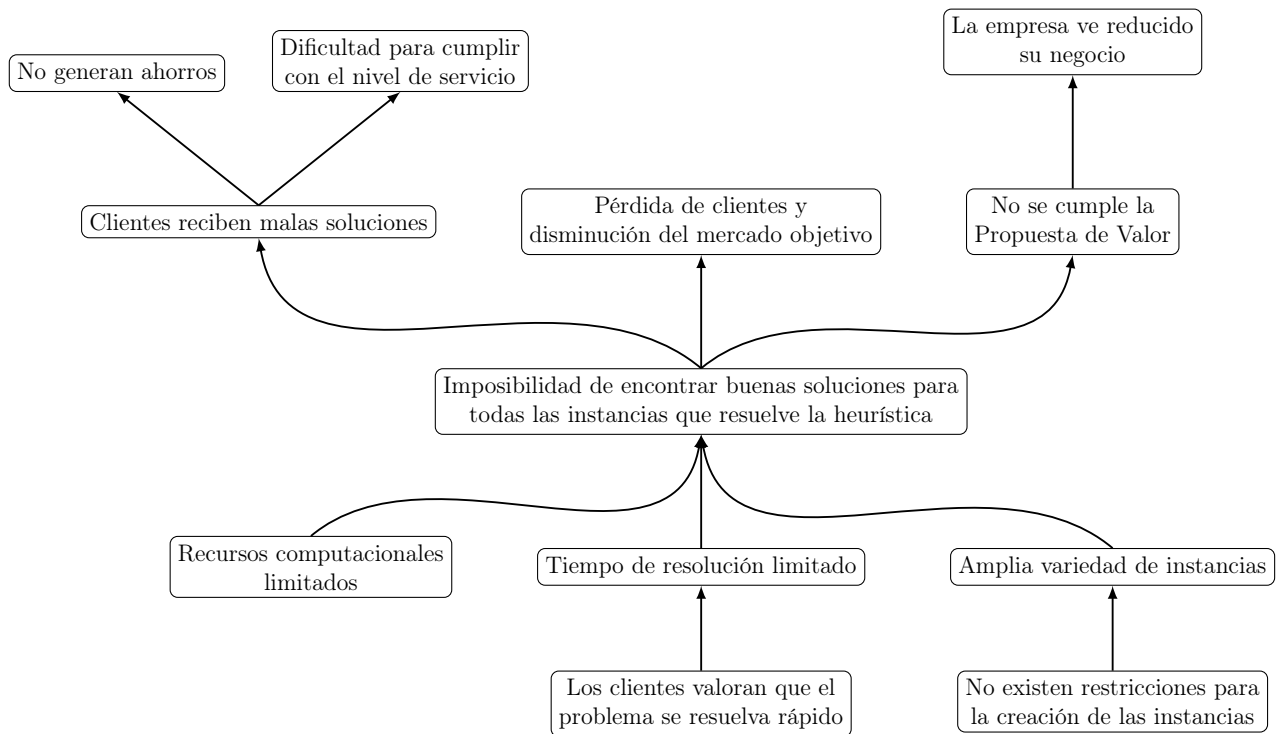 La empresa ve reducido
su negocio
Dificultad para cumplir
con el nivel de servicio
No generan ahorros
Clientes reciben malas soluciones
Pérdida de clientes y
disminución del mercado objetivo
No se cumple la
Propuesta de Valor
Imposibilidad de encontrar buenas soluciones para
todas las instancias que resuelve la heurística
Recursos computacionales
limitados
Tiempo de resolución limitado
Amplia variedad de instancias
Los clientes valoran que el
problema se resuelva rápido
No existen restricciones para
la creación de las instancias